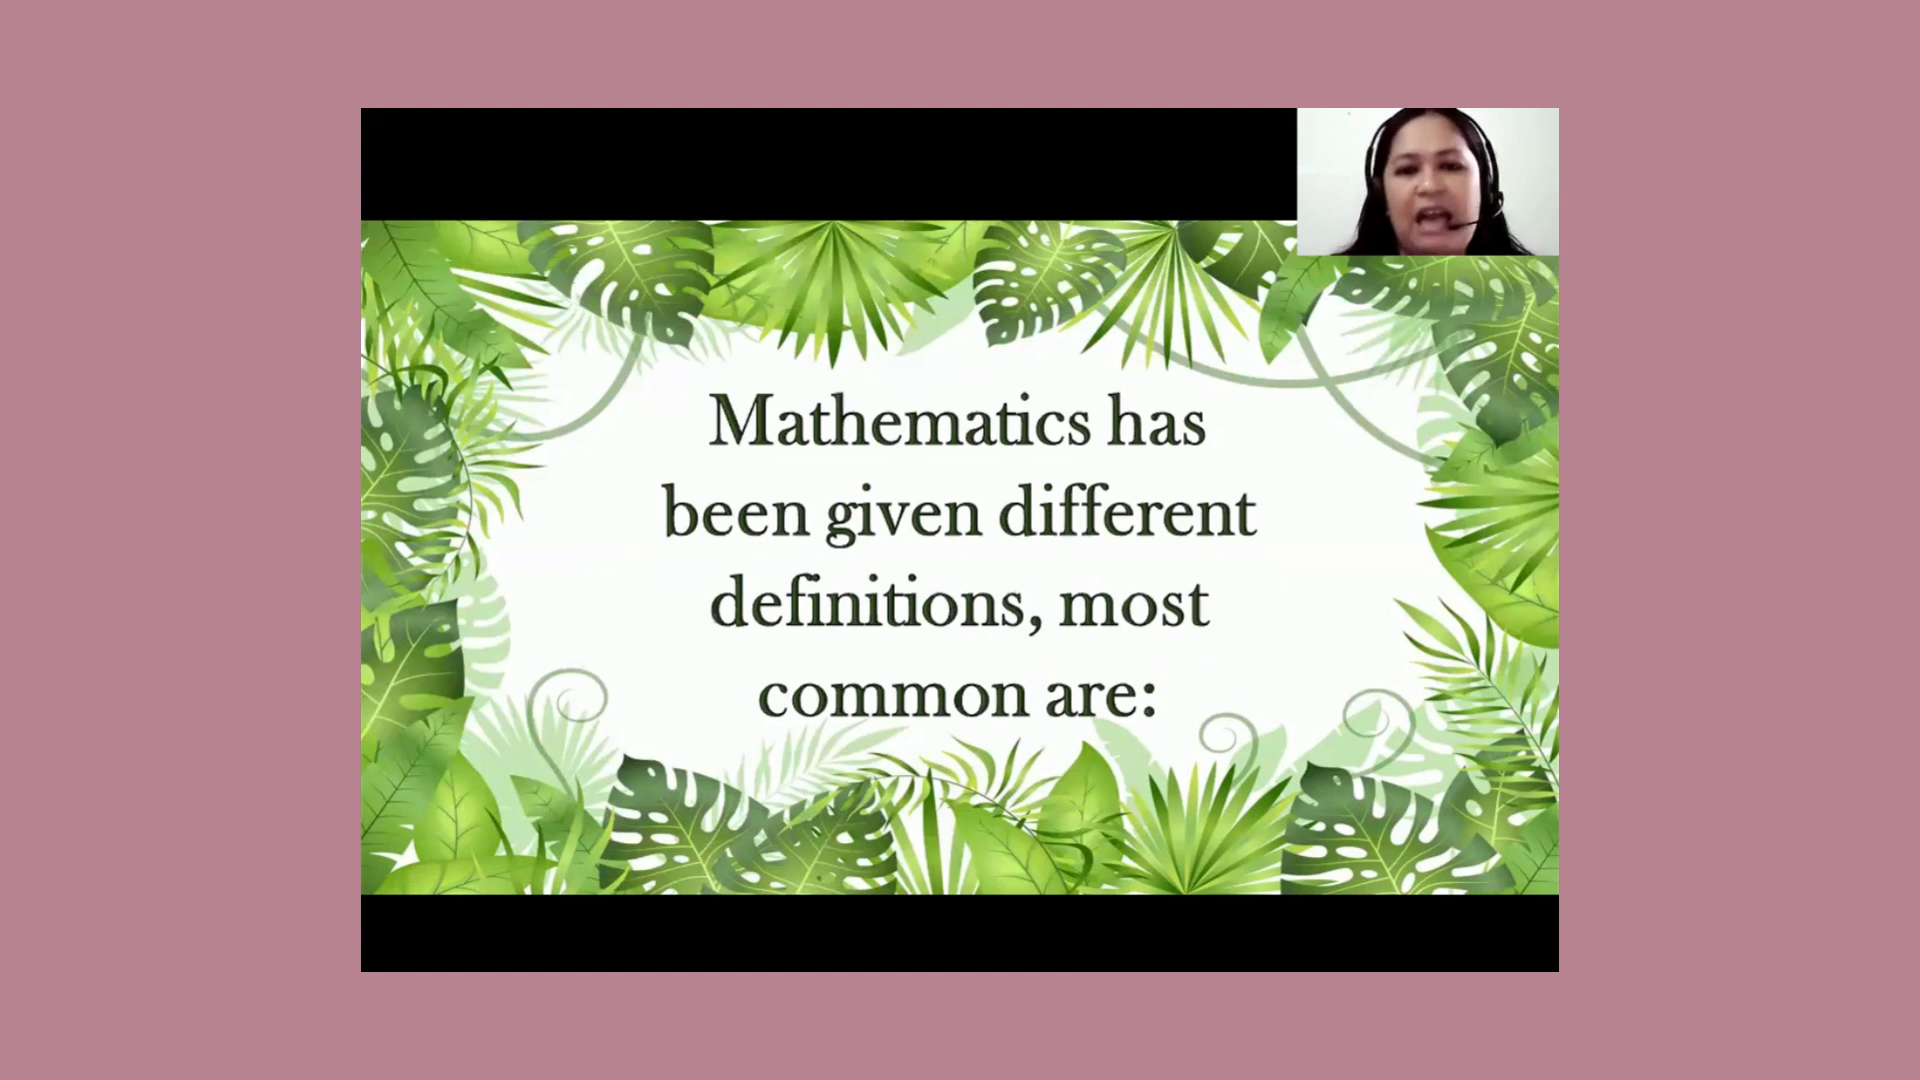 Mathematics has
been given different
definitions, most
common are: